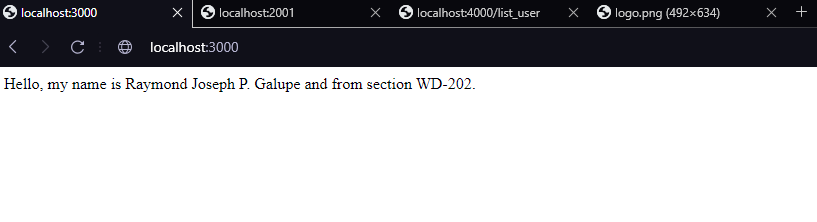 localhost:3000
localhost:2001
localhost:4000/list_user
logo.png (492×634)
localhost:3000
Hello, my name is Raymond Joseph P. Galupe and from section WD-202.